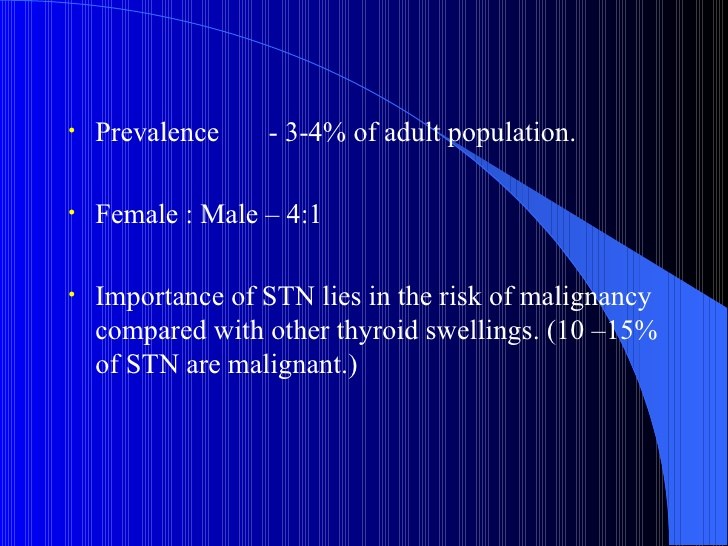 • Prevalence - 3-4% of adult population.
• Female : Male – 4:1
• Importance of STN lies in the risk of malignancy
compared with other thyroid swellings. (10 –15%
of STN are malignant.)